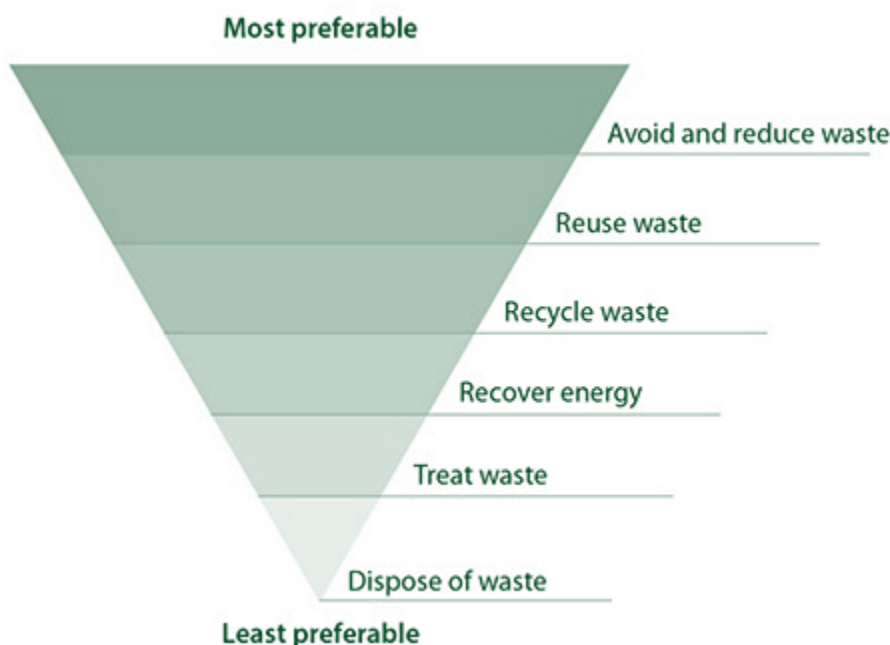 Most preferable
Avoid and reduce waste
Reuse waste
Recycle waste
Recover energy
Treat waste
Dispose of waste
Least preferable